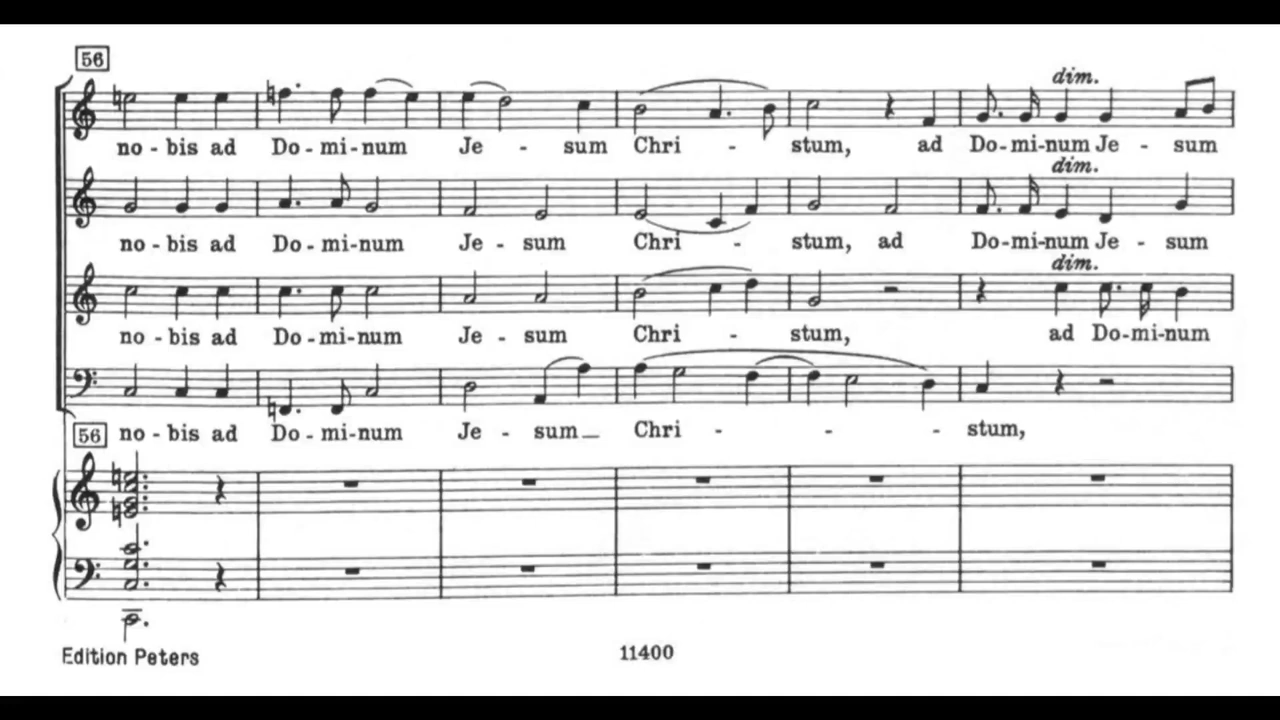 56
dim.
no - bis ad Do - mi - num Je - sum Chri - stum, ad Do - mi - num Je - sum
dim.
no - bis ad Do - mi - num Je - sum Chri - stum, ad Do - mi - num Je - sum
dim.
no - bis ad Do - mi - num Je - sum Chri - stum, ad Do - mi - num
56 no - bis ad Do - mi - num Je - sum Chri - - - stum,
Edition Peters 11400